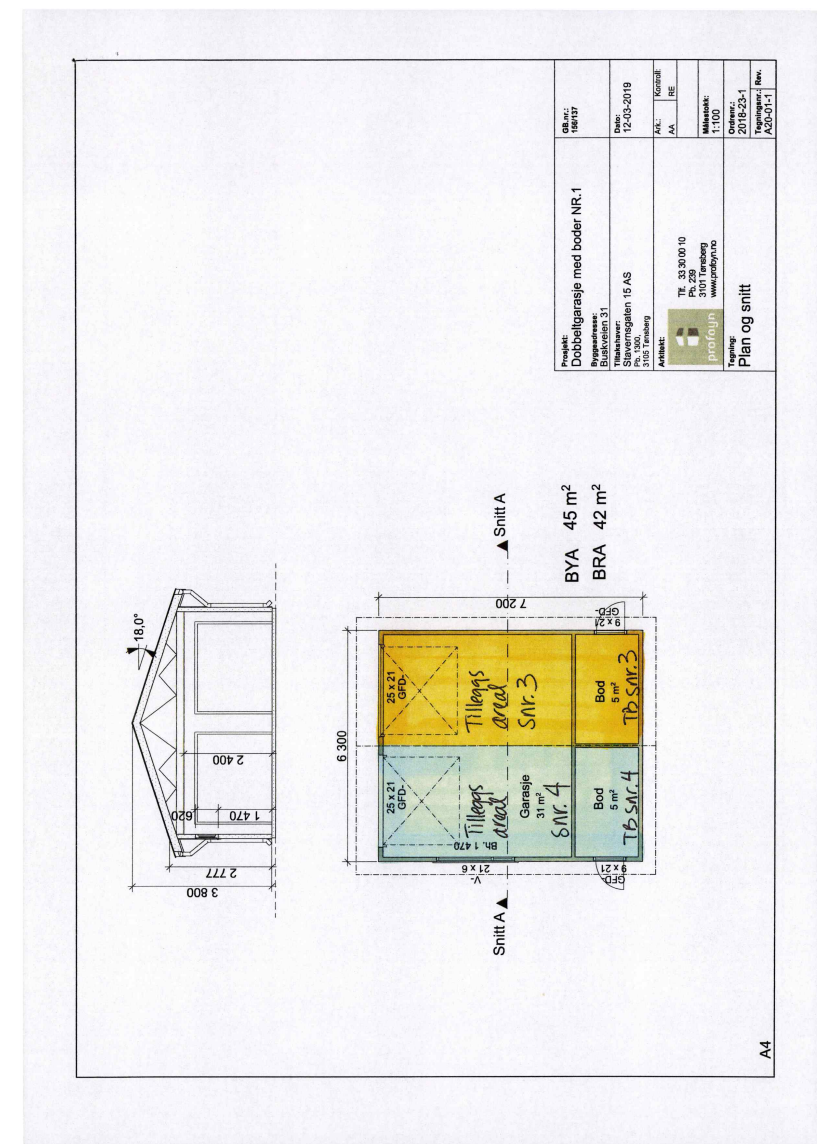 3 800
2 777
1 470
620
2 400
18,0°
6 300
7 200
Snitt A
Snitt A
25 x 21
GFD-
25 x 21
GFD-
Tilleggs
areal
Snr. 4
Tilleggs
areal
Snr. 3
Garasje
31 m²
Bh. 1 470
21 x 6
V-
Bod
5 m²
TB Snr. 4
Bod
5 m²
TB Snr. 3
9 x 21
GFD-
9 x 21
GFD-
BYA 45 m²
BRA 42 m²
Prosjekt:
Dobbeltgarasje med boder NR.1
Byggeadresse:
Buskveien 31
Tiltakshaver:
Stavernsgaten 15 AS
Pb. 1300,
3105 Tønsberg
Arkitekt:
profoyn
Tlf. 33 30 00 10
Pb. 239
3101 Tønsberg
www.profoyn.no
Tegning:
Plan og snitt
GB.nr.:
156/137
Dato:
12-03-2019
Ark.: Kontroll:
AA RE
Målestokk:
1:100
Ordrenr.:
2018-23-1
Tegningsnr.: Rev.
A20-01-1
A4